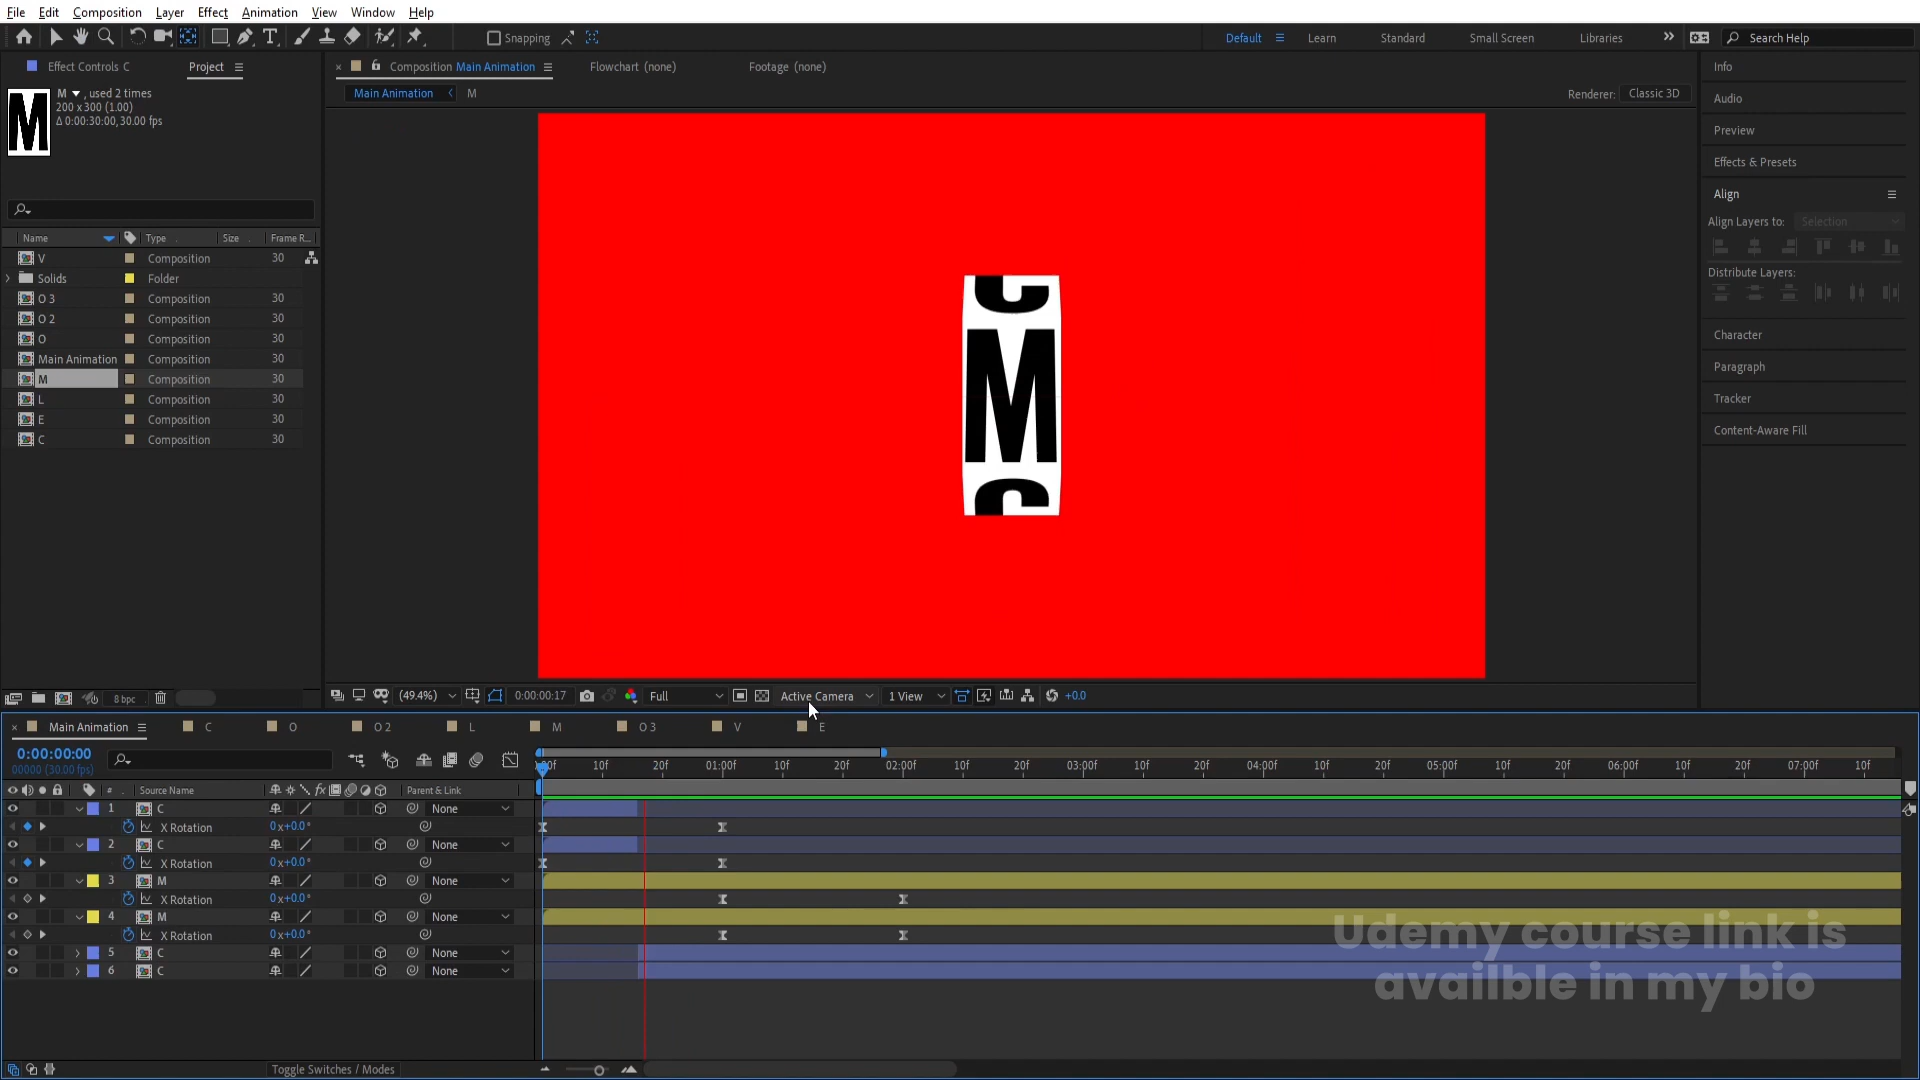 File Edit Composition Layer Effect Animation View Window Help
Snapping Default Learn Standard Small Screen Libraries Search Help
Effect Controls C Project
M , used 2 times
200 x 300 (1.00)
Δ 0:00:30:00, 30.00 fps
Name Type Size Frame R...
V Composition 30
Solids Folder
O 3 Composition 30
O 2 Composition 30
O Composition 30
Main Animation Composition 30
M Composition 30
L Composition 30
E Composition 30
C Composition 30
8 bpc
Composition Main Animation Flowchart (none) Footage (none)
Main Animation M
Renderer: Classic 3D
C
M
C
(49.4%) 0:00:00:17 Full Active Camera 1 View +0.0
Info
Audio
Preview
Effects & Presets
Align
Align Layers to: Selection
Distribute Layers:
Character
Paragraph
Tracker
Content-Aware Fill
Main Animation C O O 2 L M O 3 V E
0:00:00:00
00000 (30.00 fps)
10f 20f 01:00f 10f 20f 02:00f 10f 20f 03:00f 10f 20f 04:00f 10f 20f 05:00f 10f 20f 06:00f 10f 20f 07:00f 10f
# Source Name fx Parent & Link
1 C None
X Rotation 0x+0.0°
2 C None
X Rotation 0x+0.0°
3 M None
X Rotation 0x+0.0°
4 M None
X Rotation 0x+0.0°
5 C None
6 C None
Udemy course link is
availble in my bio
Toggle Switches / Modes